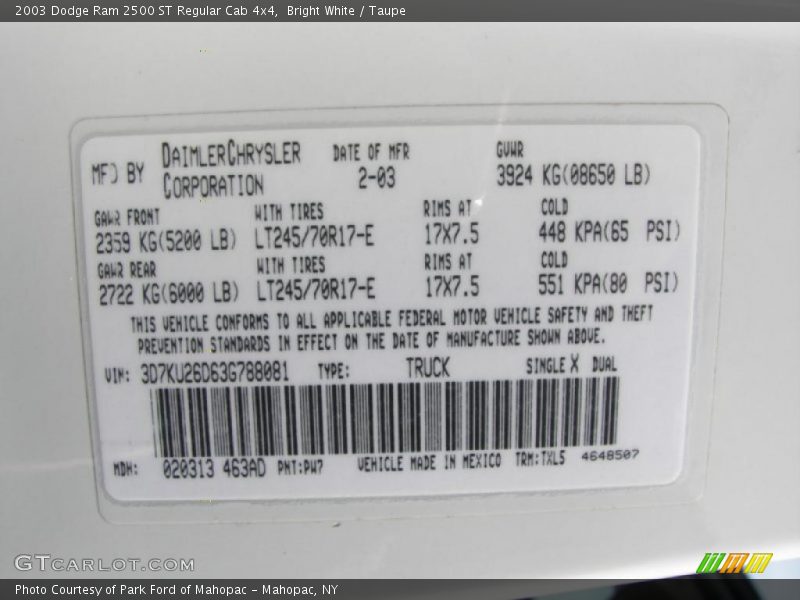 2003 Dodge Ram 2500 ST Regular Cab 4x4, Bright White / Taupe
MFD BY DAIMLERCHRYSLER CORPORATION DATE OF MFR 2-03 GVWR 3924 KG(08650 LB)
GAWR FRONT WITH TIRES RIMS AT COLD
2359 KG(5200 LB) LT245/70R17-E 17X7.5 448 KPA(65 PSI)
GAWR REAR WITH TIRES RIMS AT COLD
2722 KG(6000 LB) LT245/70R17-E 17X7.5 551 KPA(80 PSI)
THIS VEHICLE CONFORMS TO ALL APPLICABLE FEDERAL MOTOR VEHICLE SAFETY AND THEFT
PREVENTION STANDARDS IN EFFECT ON THE DATE OF MANUFACTURE SHOWN ABOVE.
VIN: 3D7KU26D63G788081 TYPE: TRUCK SINGLE X DUAL
MDH: 020313 463AD PNT:PW7 VEHICLE MADE IN MEXICO TRM:TXL5 4648507
GTCARLOT.COM
Photo Courtesy of Park Ford of Mahopac - Mahopac, NY